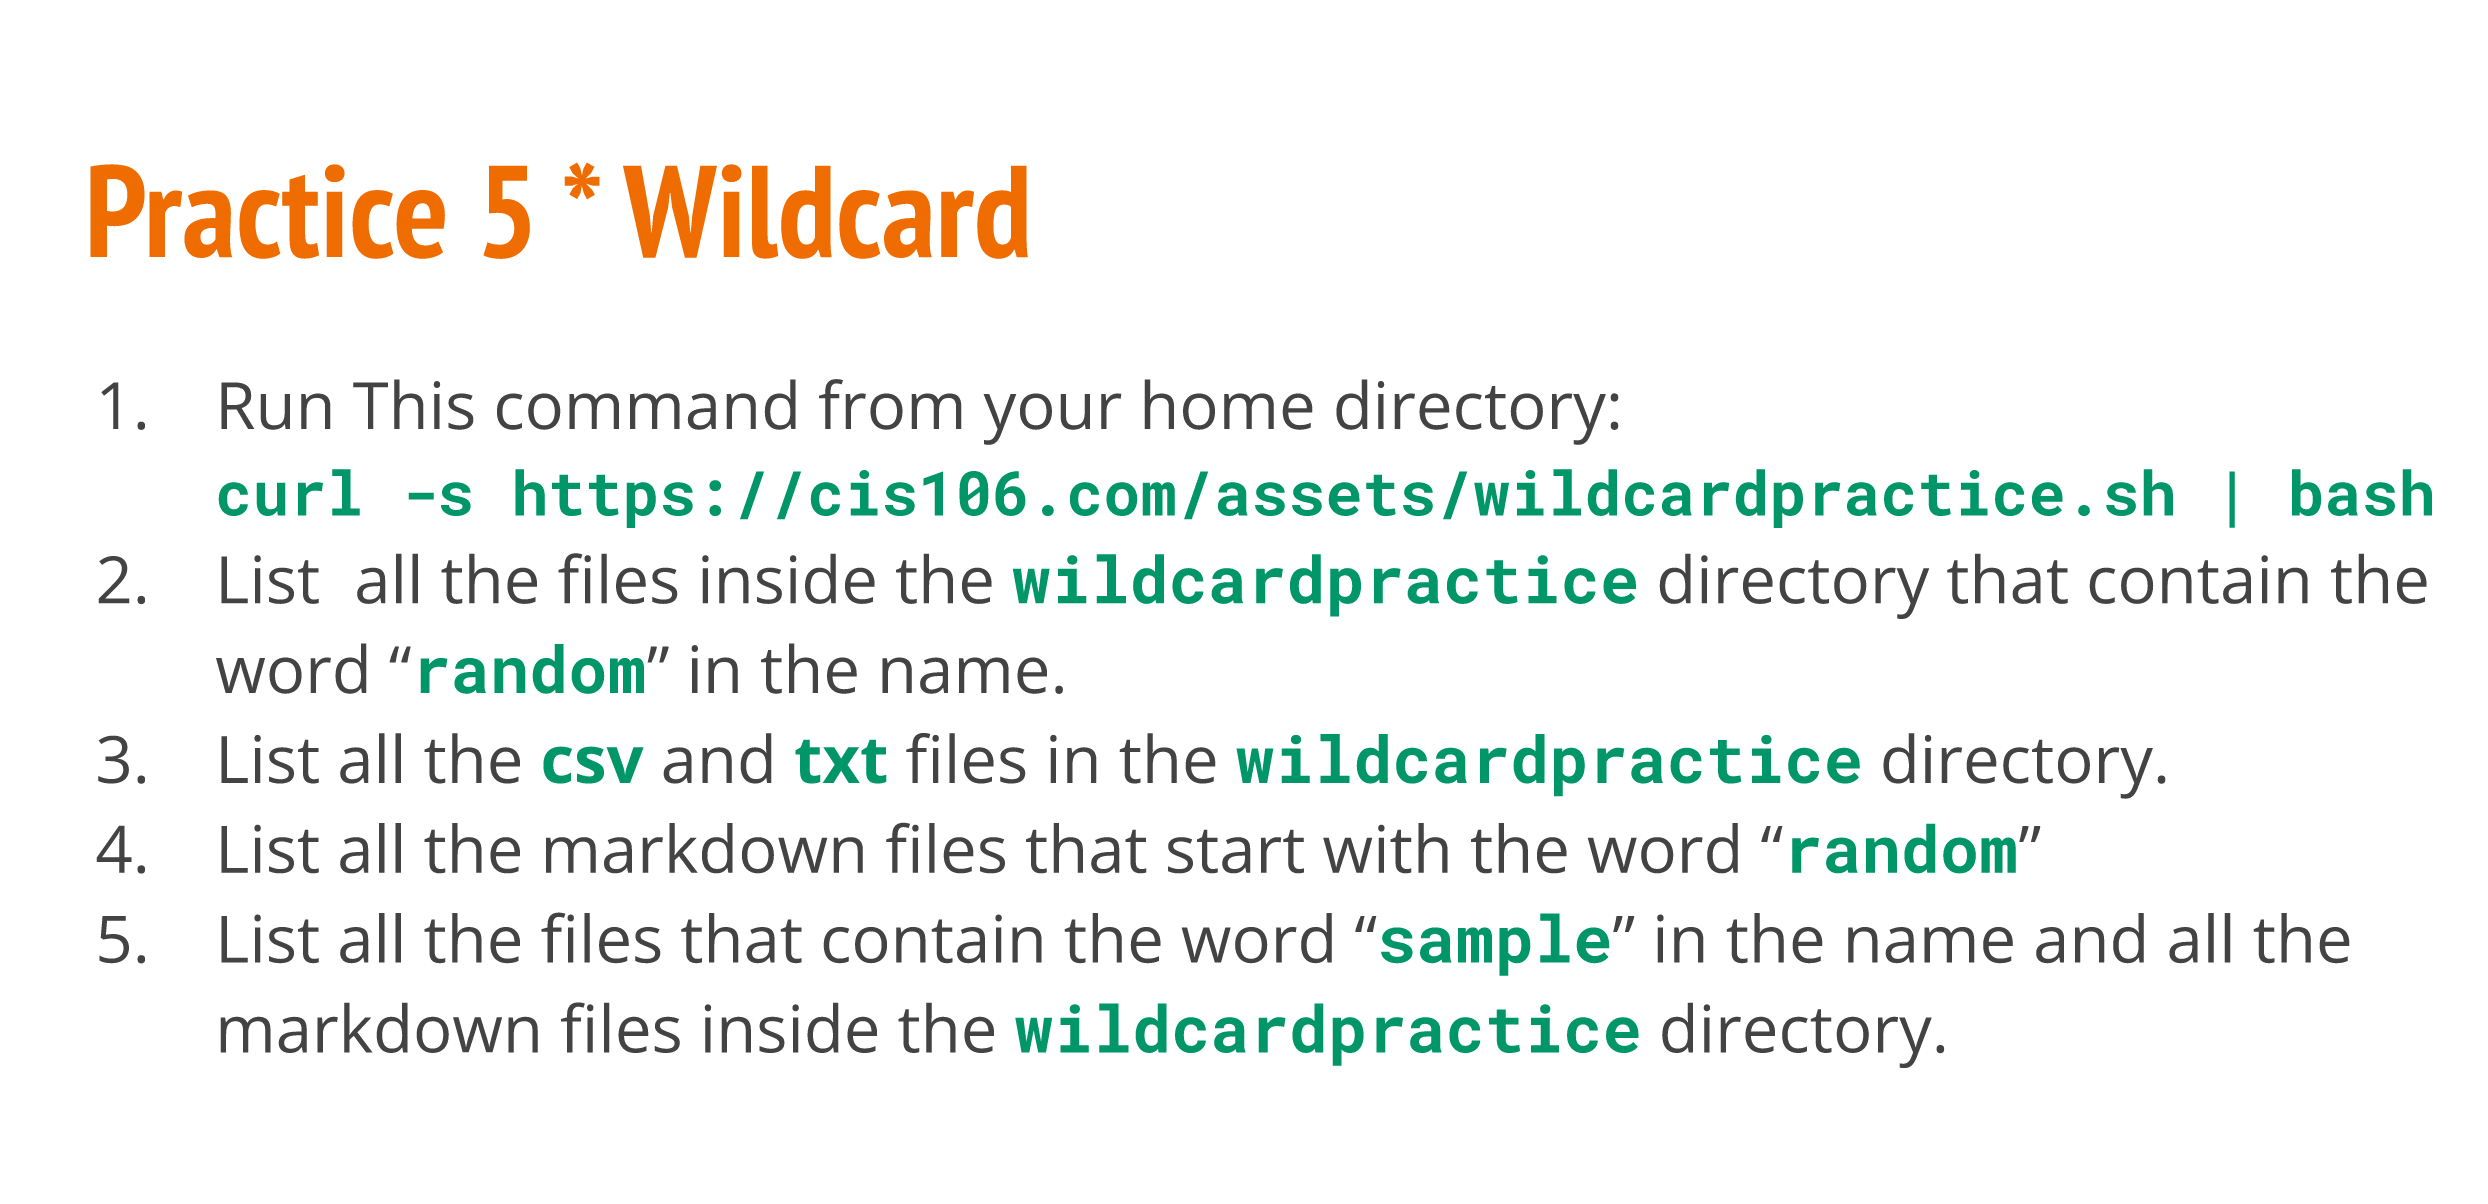 Practice 5 * Wildcard
1. Run This command from your home directory:
curl -s https://cis106.com/assets/wildcardpractice.sh | bash
2. List  all the files inside the wildcardpractice directory that contain the
word “random” in the name.
3. List all the csv and txt files in the wildcardpractice directory.
4. List all the markdown files that start with the word “random”
5. List all the files that contain the word “sample” in the name and all the
markdown files inside the wildcardpractice directory.